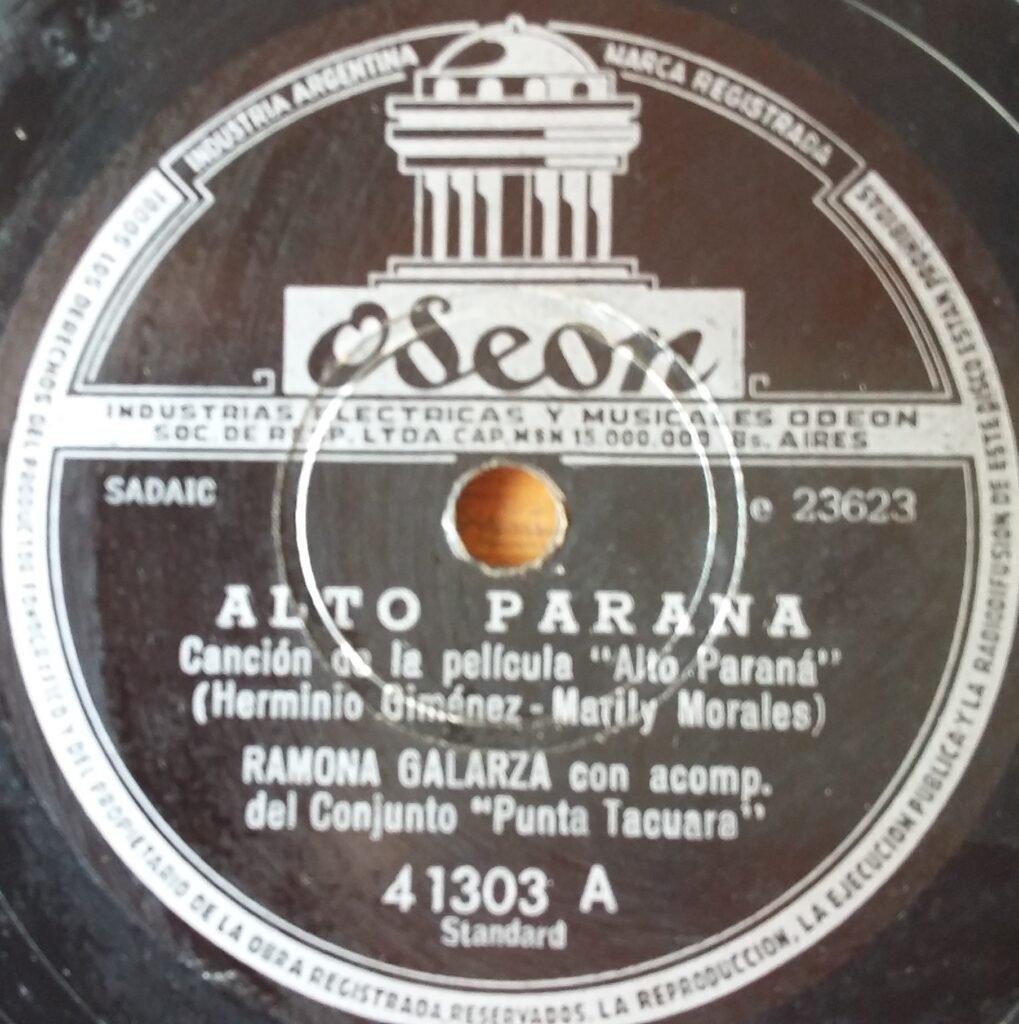 INDUSTRIA ARGENTINA
MARCA REGISTRADA
Odeon
INDUSTRIAS ELECTRICAS Y MUSICALES ODEON
SOC. DE RESP. LTDA CAP. M$N 15.000.000 Bs. AIRES
SADAIC
e 23623
ALTO PARANA
Canción de la película "Alto Paraná"
(Herminio Giménez - Marily Morales)
RAMONA GALARZA con acomp.
del Conjunto "Punta Tacuara"
41303 A
Standard
TODOS LOS DERECHOS DEL PRODUCTOR FONOGRAFICO Y DEL PROPIETARIO DE LA OBRA REGISTRADA RESERVADOS. LA REPRODUCCION, LA EJECUCION PUBLICA Y LA RADIODIFUSION DE ESTE DISCO ESTAN PROHIBIDAS